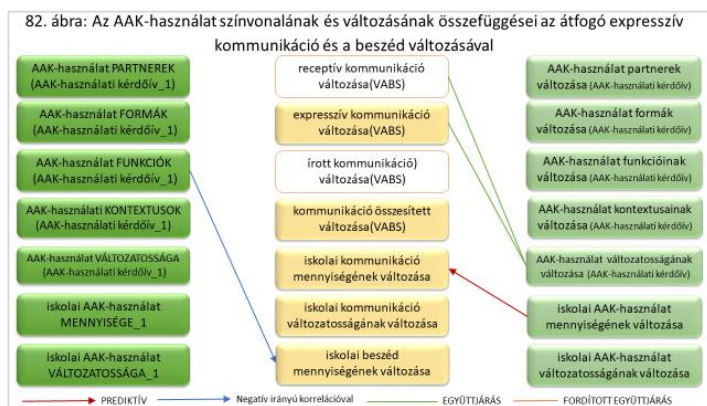 82. ábra: Az AAK-használat színvonalának és változásának összefüggései az átfogó expresszív
kommunikáció és a beszéd változásával
AAK-használat PARTNEREK
(AAK-használati kérdőív_1)
AAK-használat FORMÁK
(AAK-használati kérdőív_1)
AAK-használat FUNKCIÓK
(AAK-használati kérdőív_1)
AAK-használati KONTEXTUSOK
(AAK-használati kérdőív_1)
AAK-használat VÁLTOZATOSSÁGA
(AAK-használati kérdőív_1)
iskolai AAK-használat
MENNYISÉGE_1
iskolai AAK-használat
VÁLTOZATOSSÁGA_1
receptív kommunikáció
változása(VABS)
expresszív kommunikáció
változása(VABS)
írott kommunikáció)
változása(VABS)
kommunikáció összesített
változása(VABS)
iskolai kommunikáció
mennyiségének változása
iskolai kommunikáció
változatosságának változása
iskolai beszéd
mennyiségének változása
AAK-használat partnerek
változása (AAK-használati kérdőív)
AAK-használat formák
változása (AAK-használati kérdőív)
AAK-használat funkcióinak
változása (AAK-használati kérdőív)
AAK-használat kontextusainak
változása (AAK-használati kérdőív)
AAK-használat változatosságának
változása (AAK-használati kérdőív)
iskolai AAK-használat
mennyiségének változása
iskolai AAK-használat
változatosságának változása
PREDIKTÍV
Negatív irányú korrelációval
EGYÜTTJÁRÁS
FORDÍTOTT EGYÜTTJÁRÁS